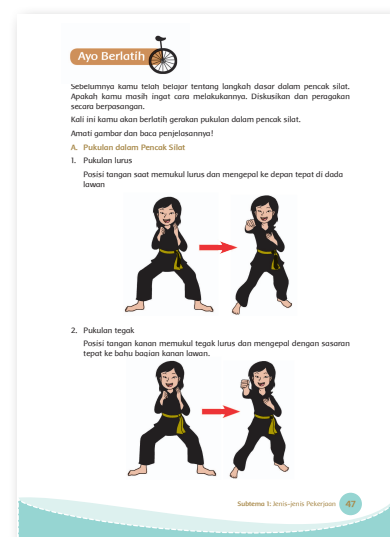 Ayo Berlatih
Sebelumnya kamu telah belajar tentang langkah dasar dalam pencak silat.
Apakah kamu masih ingat cara melakukannya. Diskusikan dan peragakan
secara berpasangan.
Kali ini kamu akan berlatih gerakan pukulan dalam pencak silat.
Amati gambar dan baca penjelasannya!
A. Pukulan dalam Pencak Silat
1. Pukulan lurus
Posisi tangan saat memukul lurus dan mengepal ke depan tepat di dada
lawan
2. Pukulan tegak
Posisi tangan kanan memukul tegak lurus dan mengepal dengan sasaran
tepat ke bahu bagian kanan lawan.
Subtema 1: Jenis-jenis Pekerjaan 47